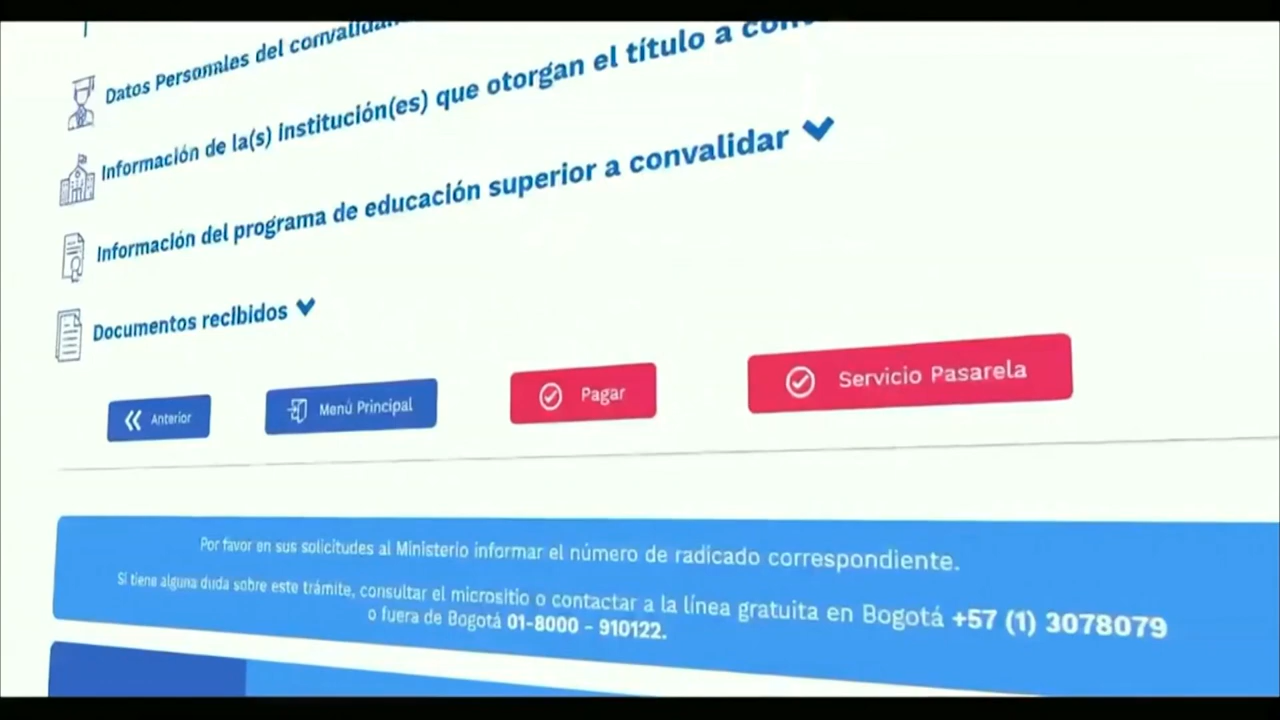 Datos Personales del
Información de la(s) institución(es) que otorgan el título a
Información del programa de educación superior a convalidar
Documentos recibidos
Anterior
Menú Principal
Pagar
Servicio Pasarela
Por favor en sus solicitudes al Ministerio informar el número de radicado correspondiente.
Si tiene alguna duda sobre este trámite, consultar el micrositio o contactar a la línea gratuita en Bogotá +57 (1) 3078079
o fuera de Bogotá 01-8000 - 910122.